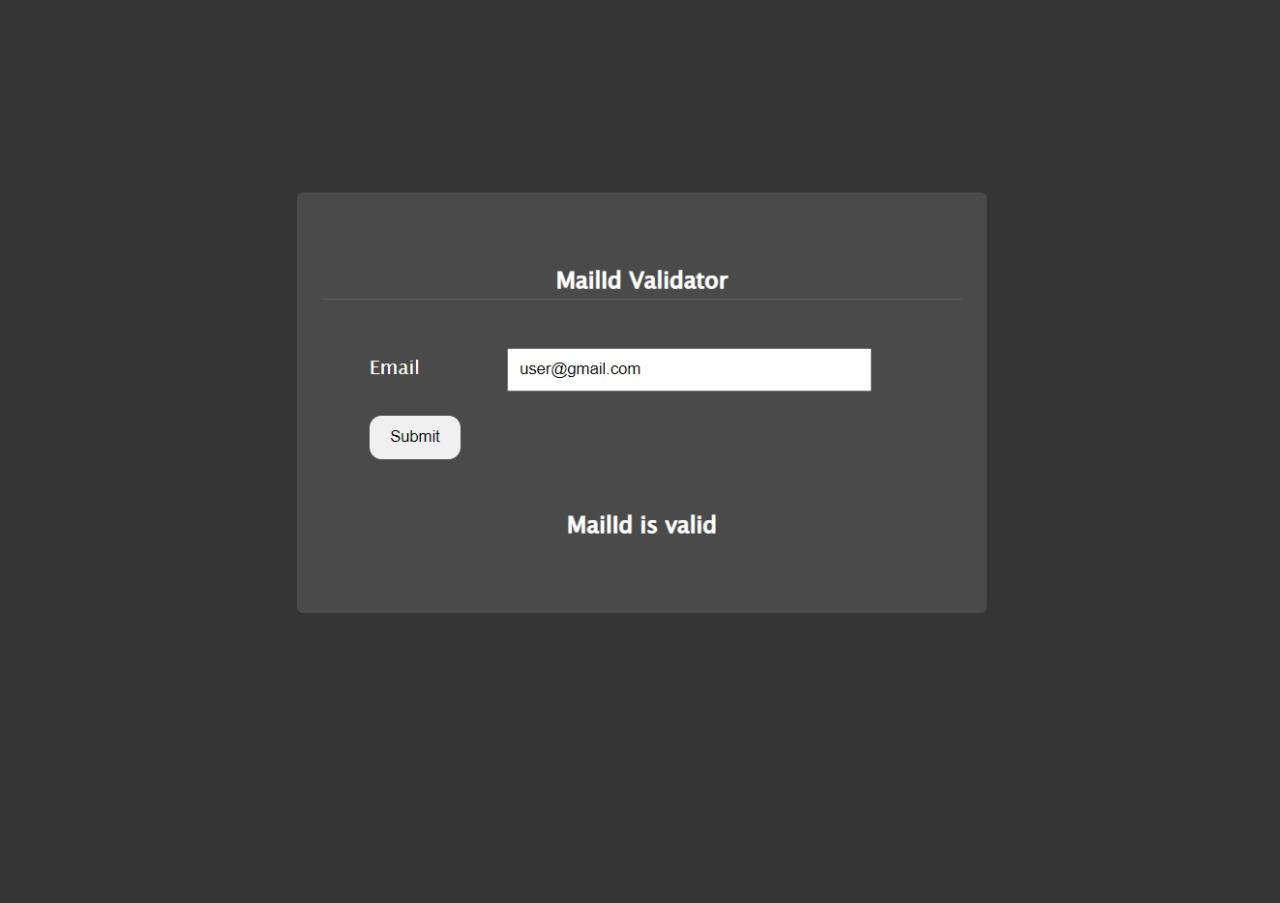 MailId Validator
Email
user@gmail.com
Submit
MailId is valid